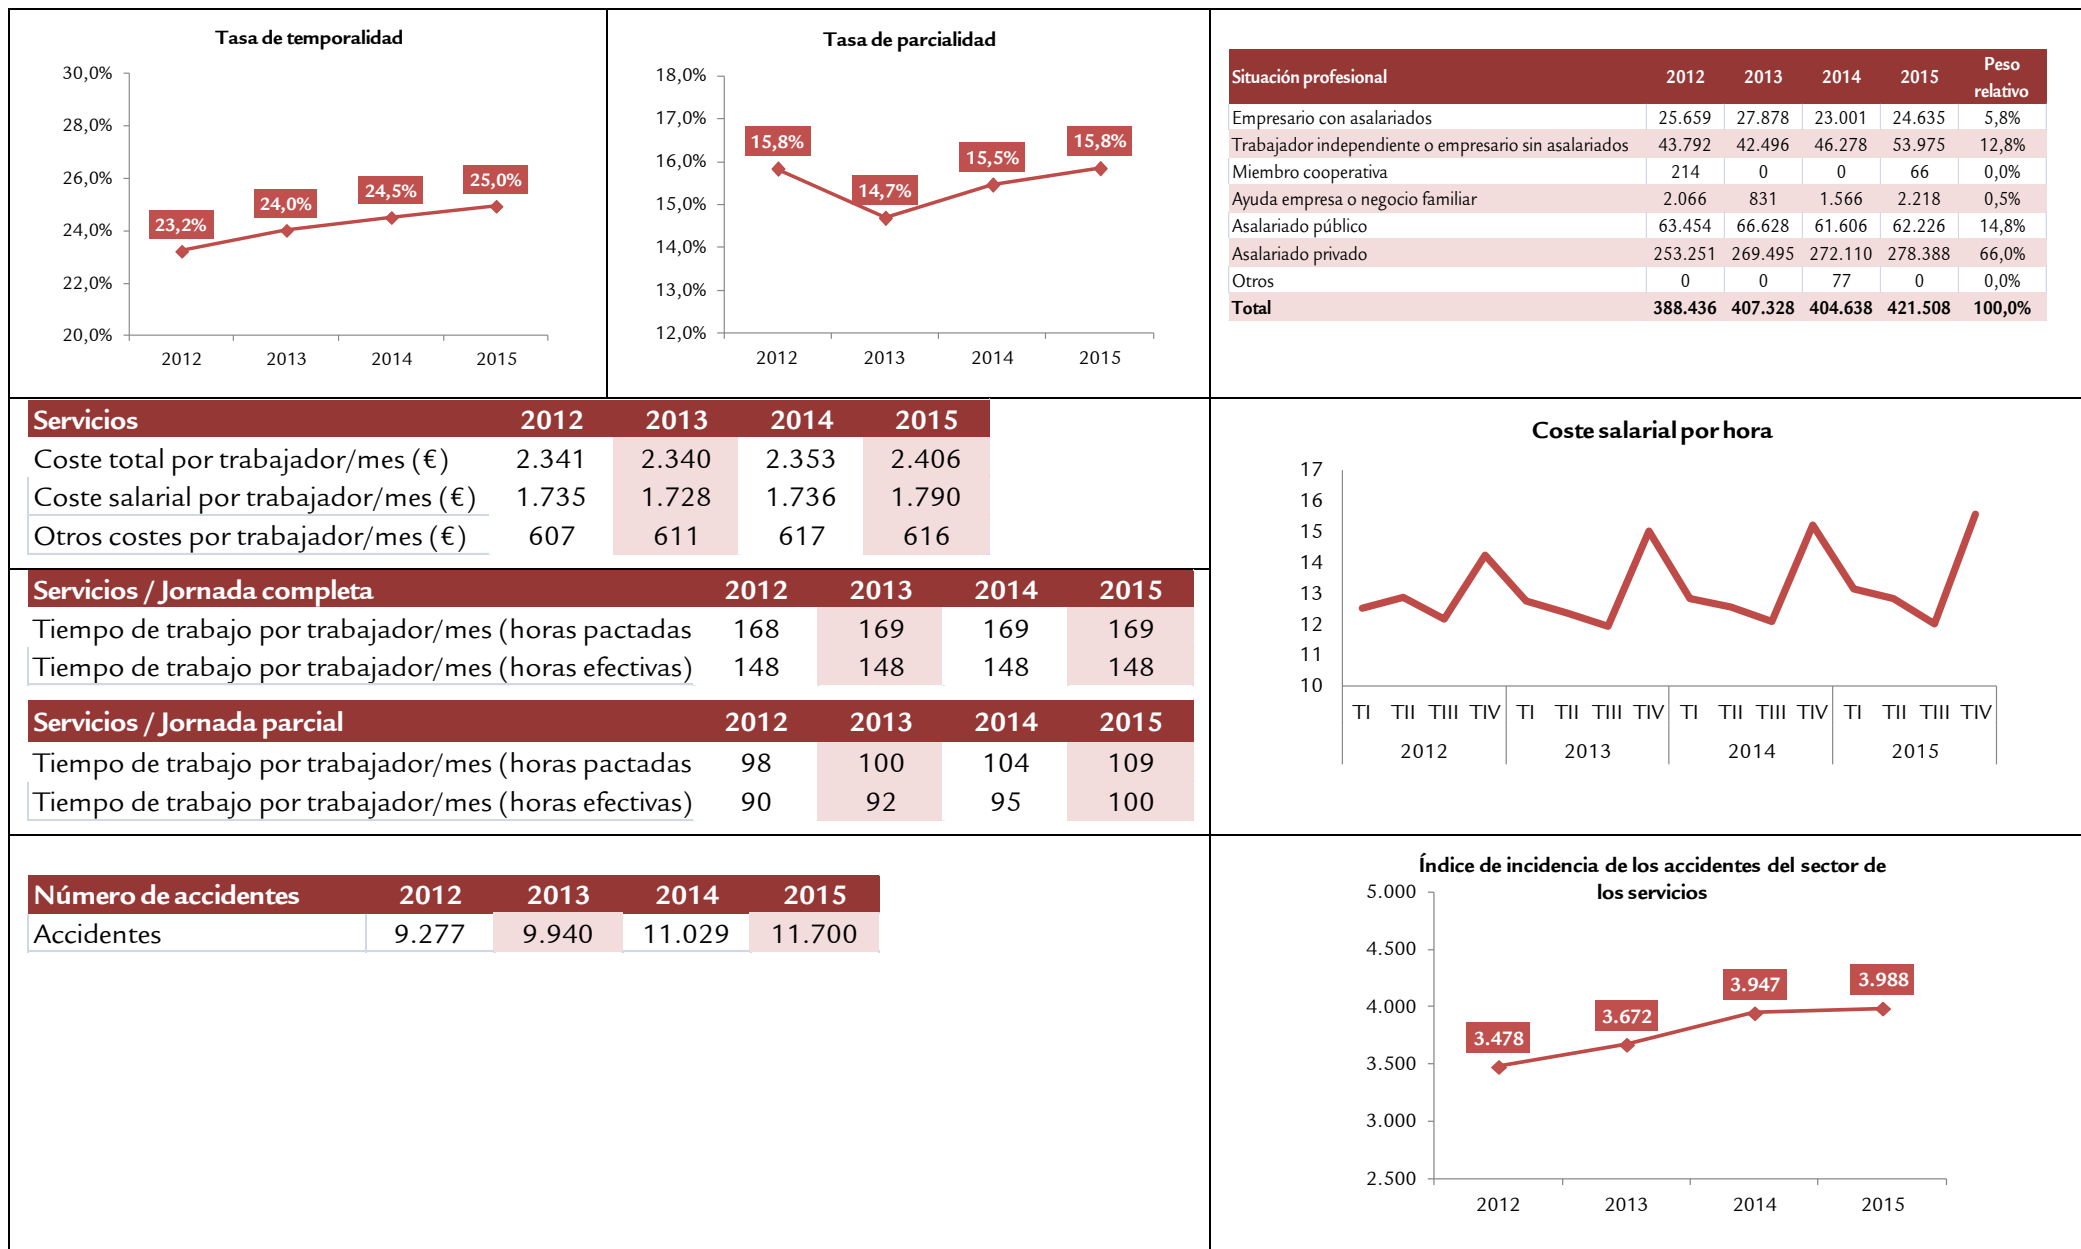 Tasa de temporalidad
30,0%
28,0%
26,0%
24,0%
22,0%
20,0%
23,2%
24,0%
24,5%
25,0%
2012 2013 2014 2015
Tasa de parcialidad
18,0%
17,0%
16,0%
15,0%
14,0%
13,0%
12,0%
15,8%
14,7%
15,5%
15,8%
2012 2013 2014 2015
Situación profesional 2012 2013 2014 2015 Peso relativo
Empresario con asalariados 25.659 27.878 23.001 24.635 5,8%
Trabajador independiente o empresario sin asalariados 43.792 42.496 46.278 53.975 12,8%
Miembro cooperativa 214 0 0 66 0,0%
Ayuda empresa o negocio familiar 2.066 831 1.566 2.218 0,5%
Asalariado público 63.454 66.628 61.606 62.226 14,8%
Asalariado privado 253.251 269.495 272.110 278.388 66,0%
Otros 0 0 77 0 0,0%
Total 388.436 407.328 404.638 421.508 100,0%
Servicios 2012 2013 2014 2015
Coste total por trabajador/mes (€) 2.341 2.340 2.353 2.406
Coste salarial por trabajador/mes (€) 1.735 1.728 1.736 1.790
Otros costes por trabajador/mes (€) 607 611 617 616
Servicios / Jornada completa 2012 2013 2014 2015
Tiempo de trabajo por trabajador/mes (horas pactadas 168 169 169 169
Tiempo de trabajo por trabajador/mes (horas efectivas) 148 148 148 148
Servicios / Jornada parcial 2012 2013 2014 2015
Tiempo de trabajo por trabajador/mes (horas pactadas 98 100 104 109
Tiempo de trabajo por trabajador/mes (horas efectivas) 90 92 95 100
Coste salarial por hora
17
16
15
14
13
12
11
10
TI TII TIII TIV TI TII TIII TIV TI TII TIII TIV TI TII TIII TIV
2012 2013 2014 2015
Número de accidentes 2012 2013 2014 2015
Accidentes 9.277 9.940 11.029 11.700
Índice de incidencia de los accidentes del sector de
los servicios
5.000
4.500
4.000
3.500
3.000
2.500
3.478
3.672
3.947
3.988
2012 2013 2014 2015